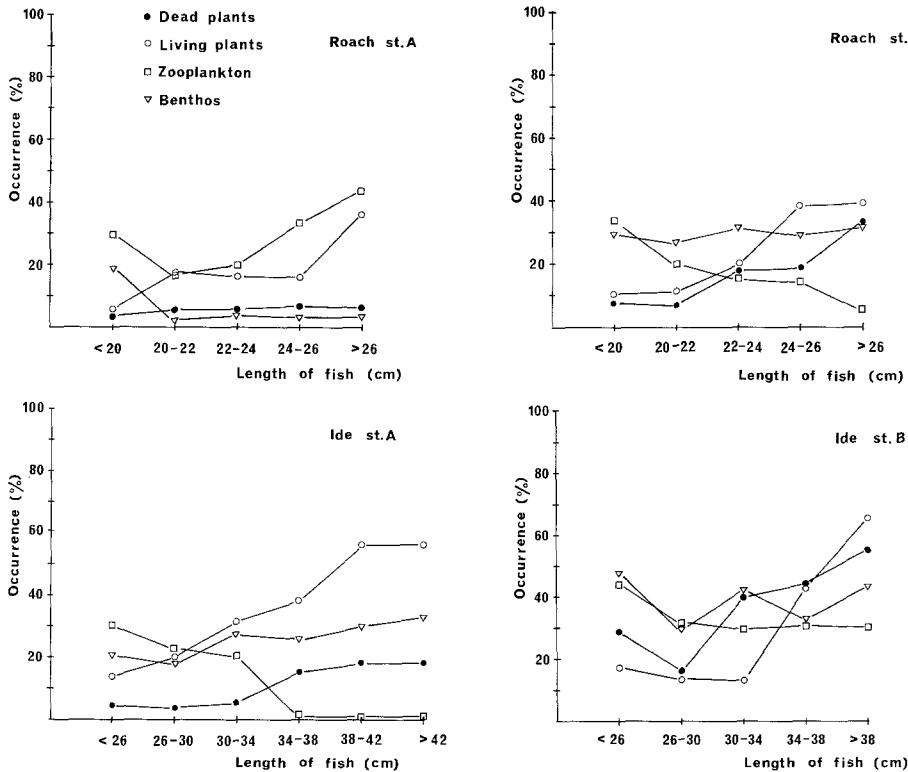 100
80
60
40
20
Occurrence (%)
Dead plants
Living plants
Zooplankton
Benthos
Roach st.A
< 20 20-22 22-24 24-26 > 26
Length of fish (cm)
100
80
60
40
20
Occurrence (%)
Roach st.
< 20 20-22 22-24 24-26 > 26
Length of fish (cm)
100
80
60
40
20
Occurrence (%)
Ide st.A
< 26 26-30 30-34 34-38 38-42 > 42
Length of fish (cm)
100
80
60
40
20
Occurrence (%)
Ide st.B
< 26 26-30 30-34 34-38 > 38
Length of fish (cm)